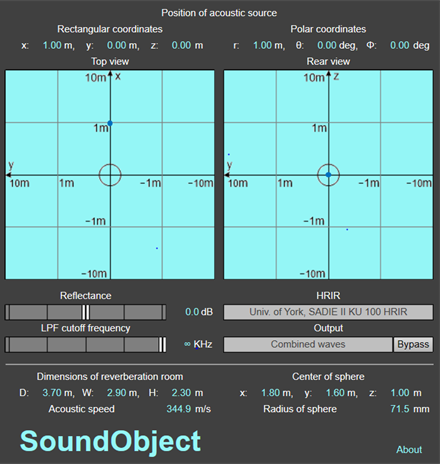 Position of acoustic source
Rectangular coordinates Polar coordinates
x: 1.00 m, y: 0.00 m, z: 0.00 m r: 1.00 m, θ: 0.00 deg, Φ: 0.00 deg
Top view Rear view
10m x 10m z
1m 1m
y y
10m 1m -1m -10m 10m 1m -1m -10m
-1m -1m
-10m -10m
Reflectance HRIR
0.0 dB Univ. of York, SADIE II KU 100 HRIR
LPF cutoff frequency Output
∞ KHz Combined waves Bypass
Dimensions of reverberation room Center of sphere
D: 3.70 m, W: 2.90 m, H: 2.30 m x: 1.80 m, y: 1.60 m, z: 1.00 m
Acoustic speed 344.9 m/s Radius of sphere 71.5 mm
SoundObject
About